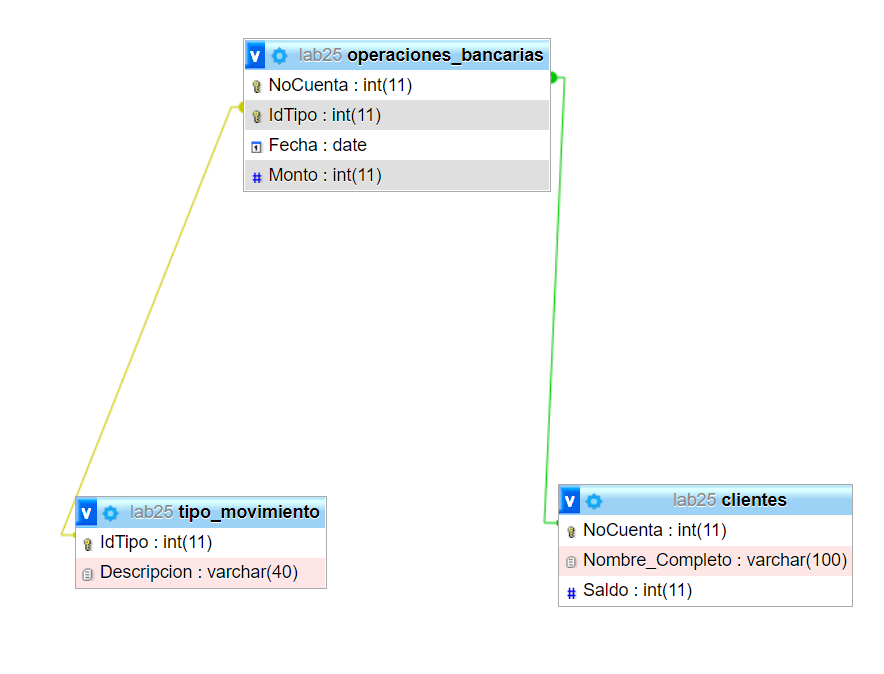 v lab25 operaciones_bancarias
NoCuenta : int(11)
IdTipo : int(11)
Fecha : date
# Monto : int(11)
v lab25 tipo_movimiento
IdTipo : int(11)
Descripcion : varchar(40)
v lab25 clientes
NoCuenta : int(11)
Nombre_Completo : varchar(100)
# Saldo : int(11)